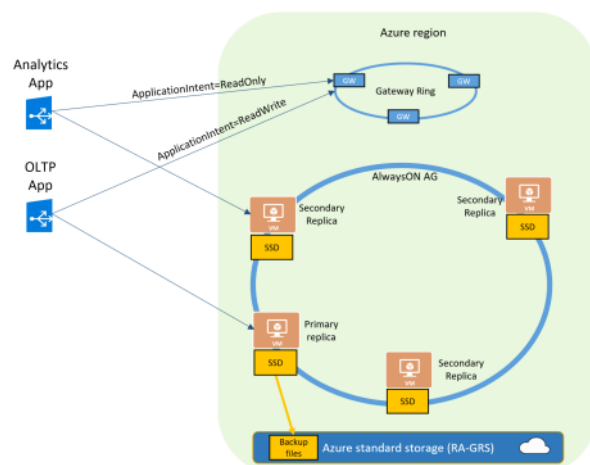 Azure region
Analytics
App
ApplicationIntent=ReadOnly
GW
GW
Gateway Ring
GW
ApplicationIntent=ReadWrite
OLTP
App
AlwaysON AG
VM
SSD
Secondary
Replica
Secondary
Replica
VM
SSD
VM
SSD
Primary
replica
VM
SSD
Secondary
Replica
Backup
files
Azure standard storage (RA-GRS)